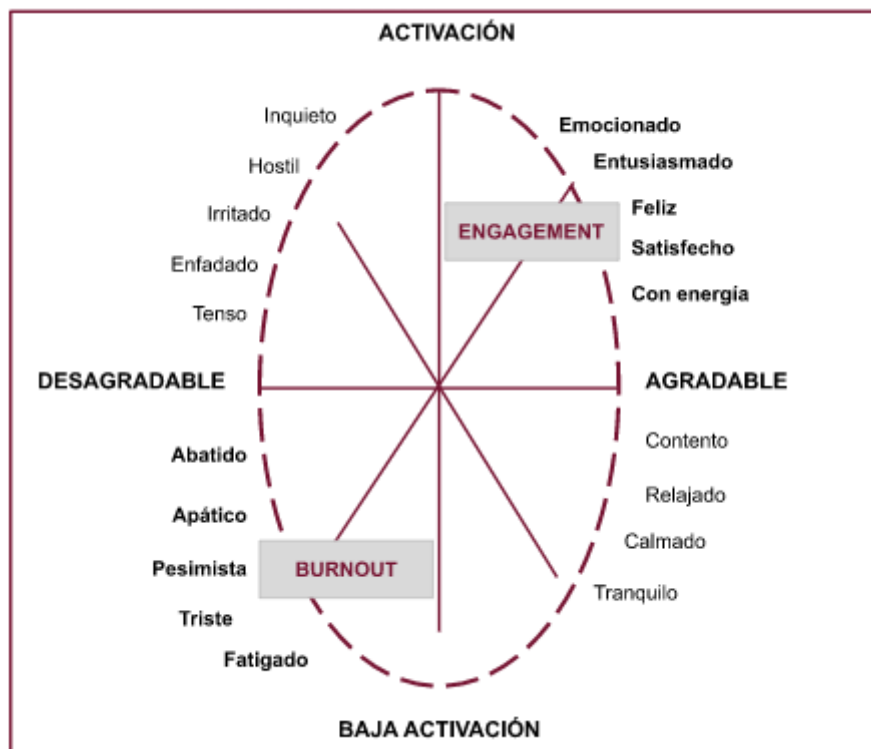 ACTIVACIÓN
Inquieto
Emocionado
Hostil
Entusiasmado
Irritado
Feliz
ENGAGEMENT
Satisfecho
Enfadado
Con energía
Tenso
DESAGRADABLE
AGRADABLE
Contento
Abatido
Relajado
Apático
Calmado
Pesimista
BURNOUT
Tranquilo
Triste
Fatigado
BAJA ACTIVACIÓN